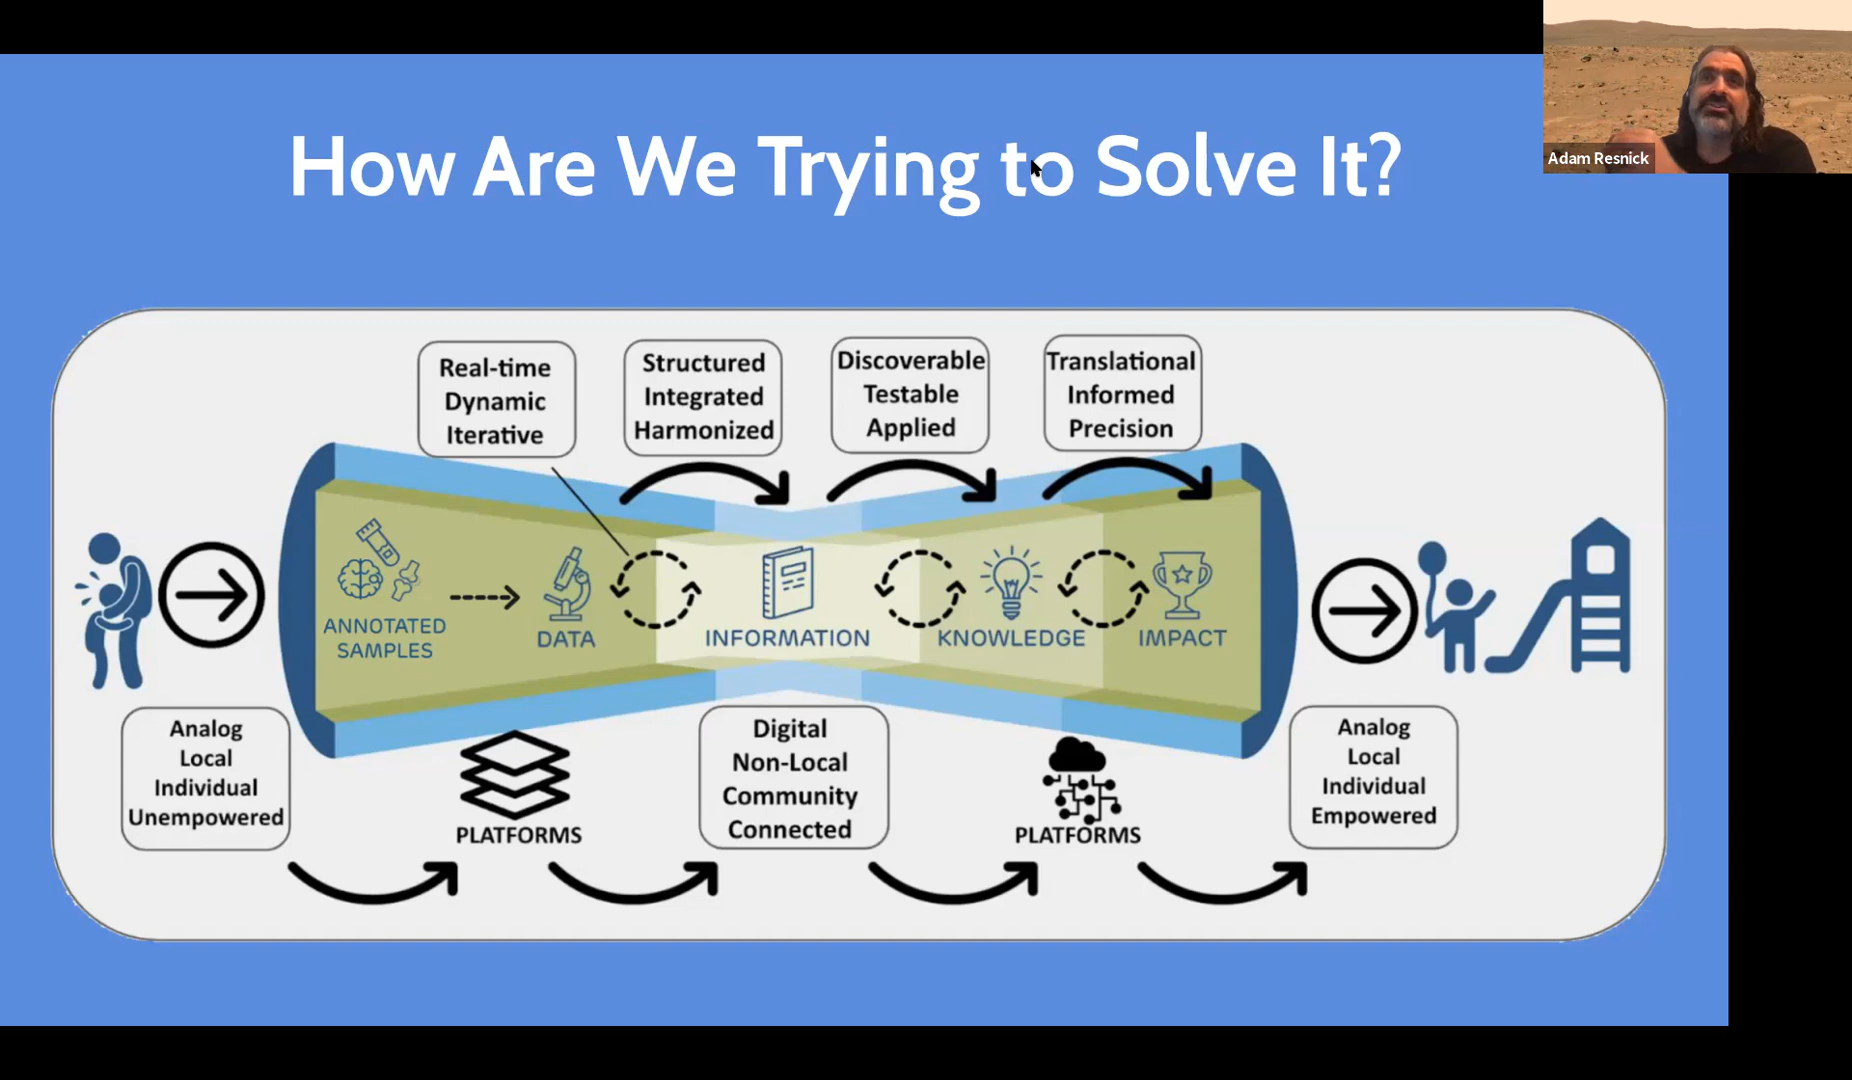 How Are We Trying to Solve It?
Adam Resnick
Real-time
Dynamic
Iterative
Structured
Integrated
Harmonized
Discoverable
Testable
Applied
Translational
Informed
Precision
ANNOTATED
SAMPLES
DATA
INFORMATION
KNOWLEDGE
IMPACT
Analog
Local
Individual
Unempowered
PLATFORMS
Digital
Non-Local
Community
Connected
PLATFORMS
Analog
Local
Individual
Empowered